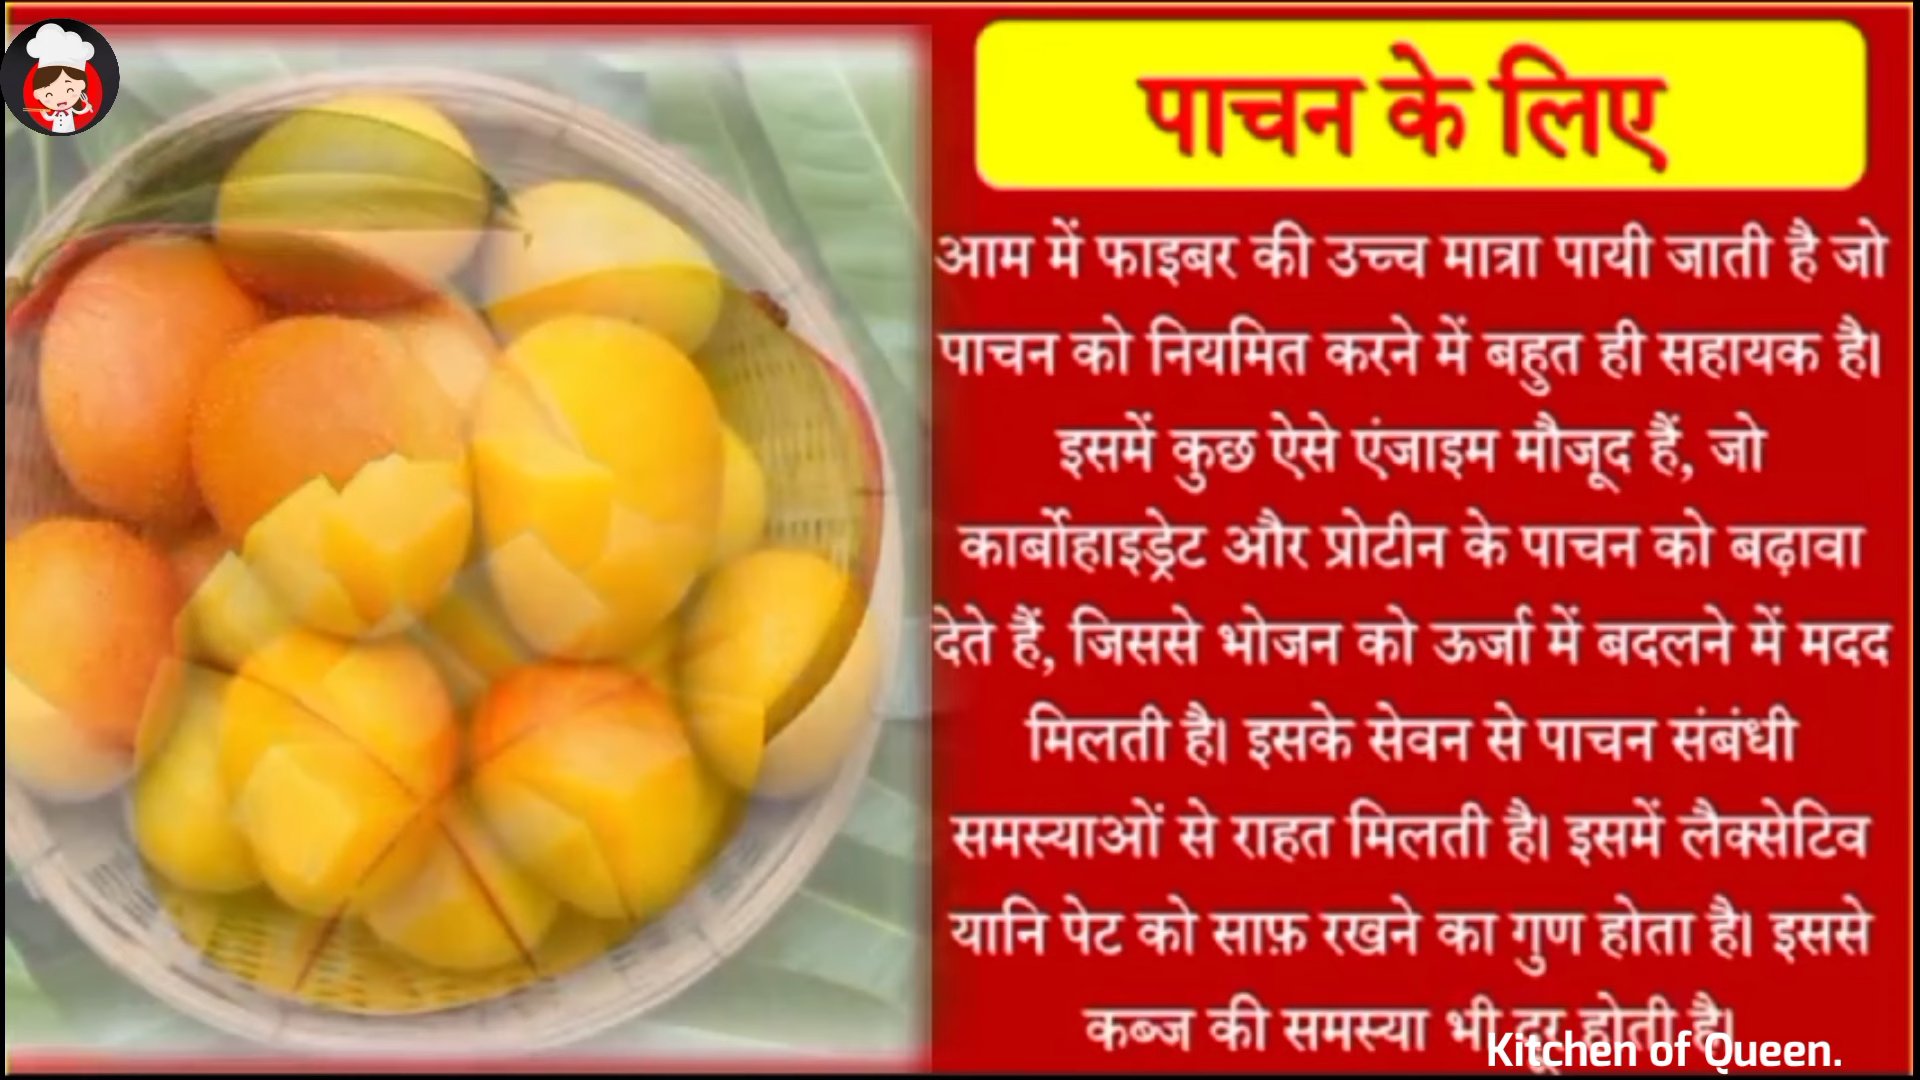 पाचन के लिए
आम में फाइबर की उच्च मात्रा पायी जाती है जो
पाचन को नियमित करने में बहुत ही सहायक है।
इसमें कुछ ऐसे एंजाइम मौजूद हैं, जो
कार्बोहाइड्रेट और प्रोटीन के पाचन को बढ़ावा
देते हैं, जिससे भोजन को ऊर्जा में बदलने में मदद
मिलती है। इसके सेवन से पाचन संबंधी
समस्याओं से राहत मिलती है। इसमें लैक्सेटिव
यानि पेट को साफ़ रखने का गुण होता है। इससे
कब्ज की समस्या भी दूर होती है।
Kitchen of Queen.